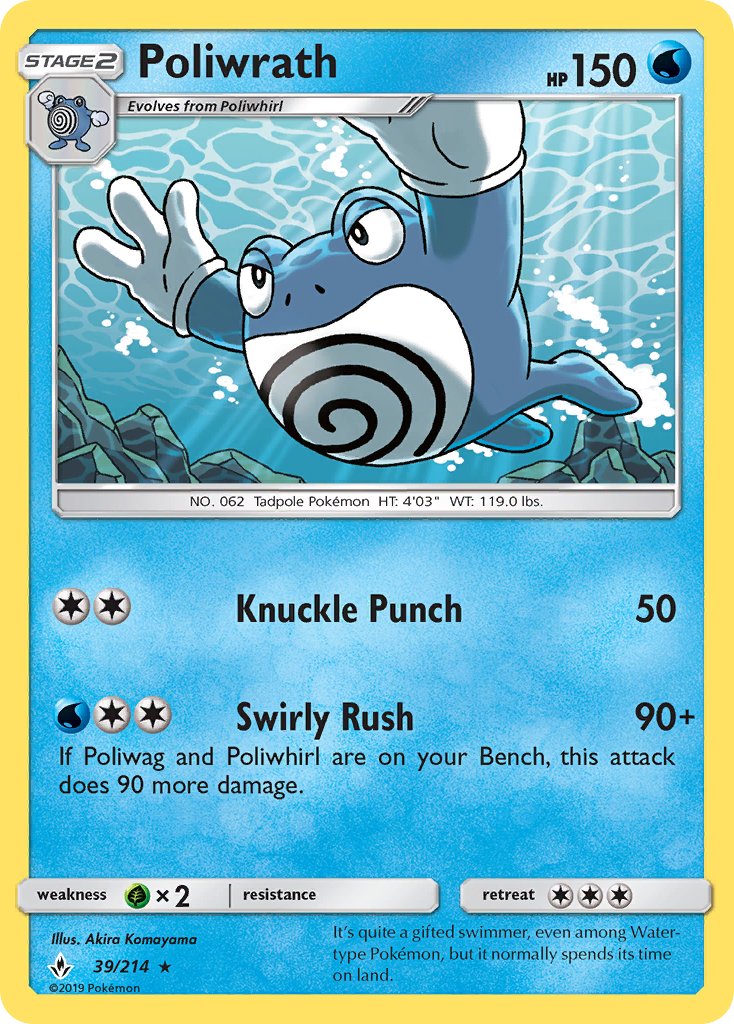 STAGE2
Poliwrath
HP 150
Evolves from Poliwhirl
NO. 062 Tadpole Pokémon HT: 4'03" WT: 119.0 lbs.
Knuckle Punch 50
Swirly Rush 90+
If Poliwag and Poliwhirl are on your Bench, this attack
does 90 more damage.
weakness × 2 resistance retreat
Illus. Akira Komayama
39/214 ★
©2019 Pokémon
It's quite a gifted swimmer, even among Water-
type Pokémon, but it normally spends its time
on land.